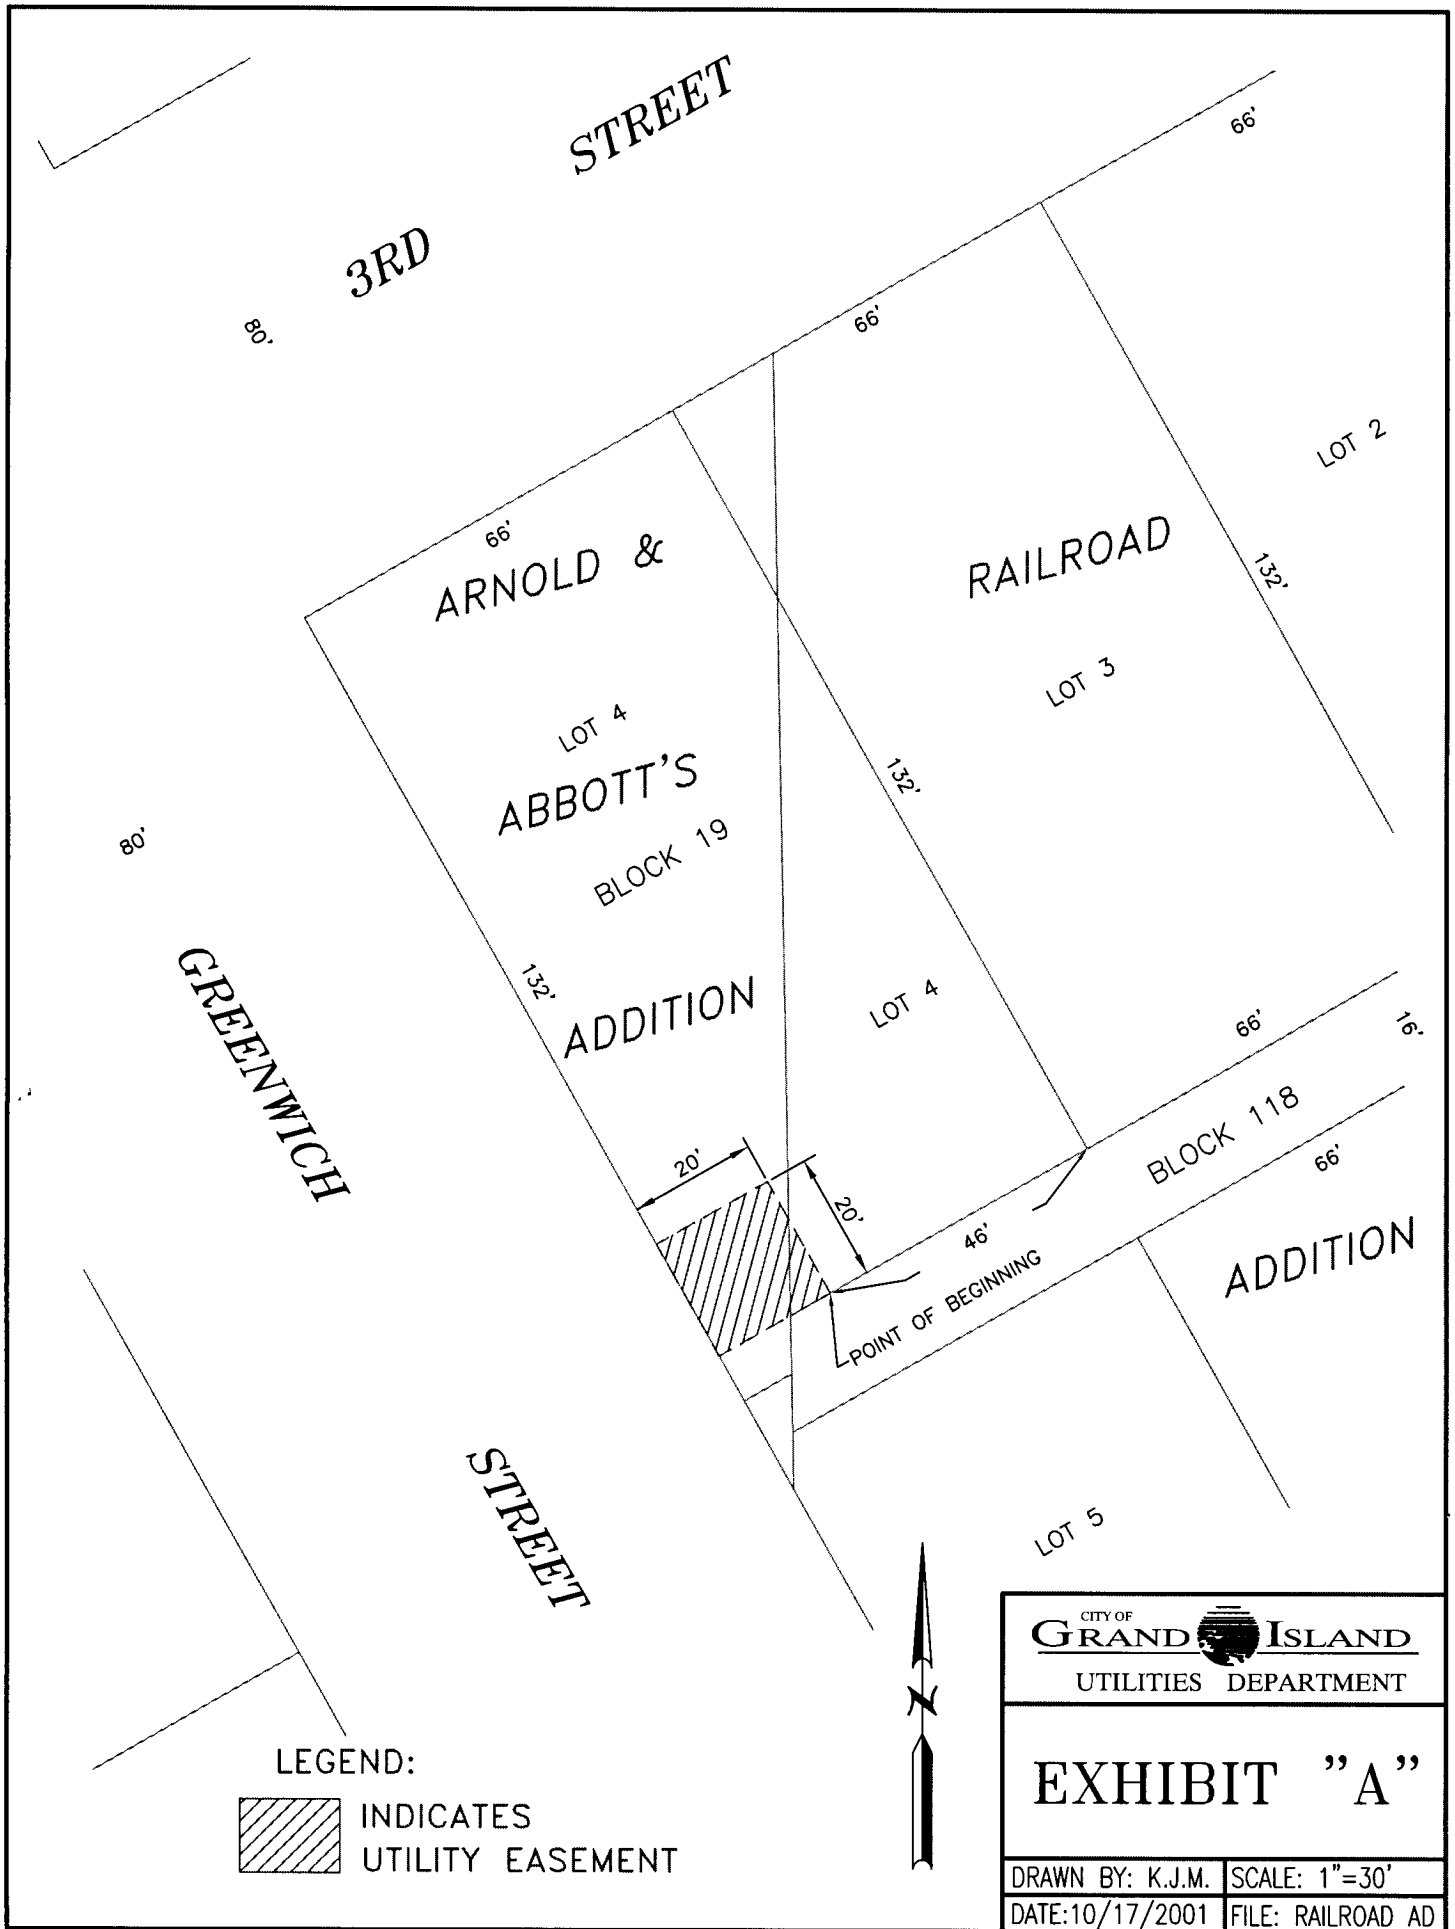 STREET
3RD
66'
80'
66'
LOT 2
66'
ARNOLD &
RAILROAD
132'
LOT 3
LOT 4
ABBOTT'S
132'
80'
BLOCK 19
GREENWICH
132'
ADDITION
LOT 4
66'
16'
BLOCK 118
20'
66'
20'
46'
ADDITION
POINT OF BEGINNING
STREET
LOT 5
N
LEGEND:
INDICATES
UTILITY EASEMENT
CITY OF
GRAND ISLAND
UTILITIES DEPARTMENT
EXHIBIT "A"
DRAWN BY: K.J.M. SCALE: 1"=30'
DATE:10/17/2001 FILE: RAILROAD AD